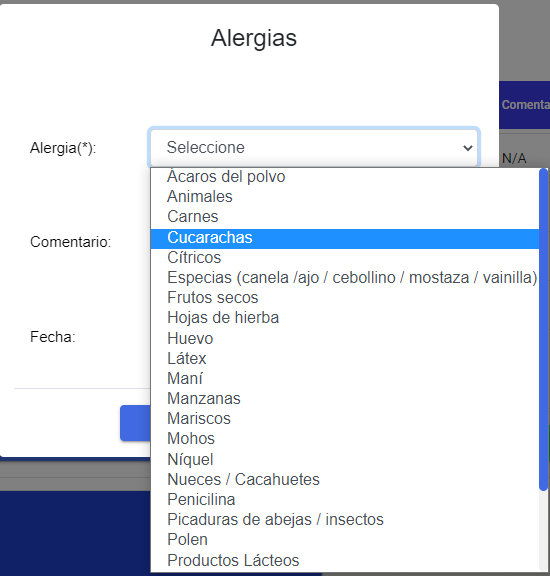 Alergias
Comenta
N/A
Alergia(*):
Seleccione
Ácaros del polvo
Animales
Carnes
Cucarachas
Cítricos
Especias (canela /ajo / cebollino / mostaza / vainilla)
Frutos secos
Hojas de hierba
Huevo
Látex
Maní
Manzanas
Mariscos
Mohos
Níquel
Nueces / Cacahuetes
Penicilina
Picaduras de abejas / insectos
Polen
Productos Lácteos
Comentario:
Fecha: